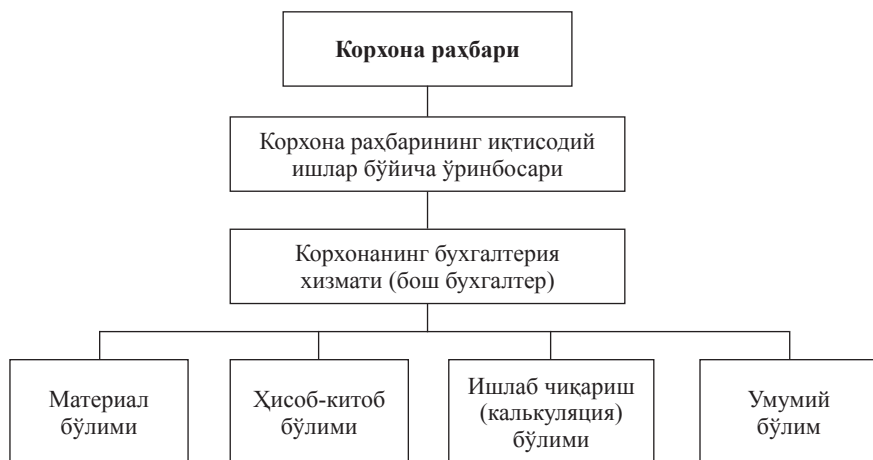 Корхона раҳбари
Корхона раҳбарининг иқтисодий
ишлар бўйича ўринбосари
Корхонанинг бухгалтерия
хизмати (бош бухгалтер)
Материал
бўлими
Ҳисоб-китоб
бўлими
Ишлаб чиқариш
(калькуляция)
бўлими
Умумий
бўлим